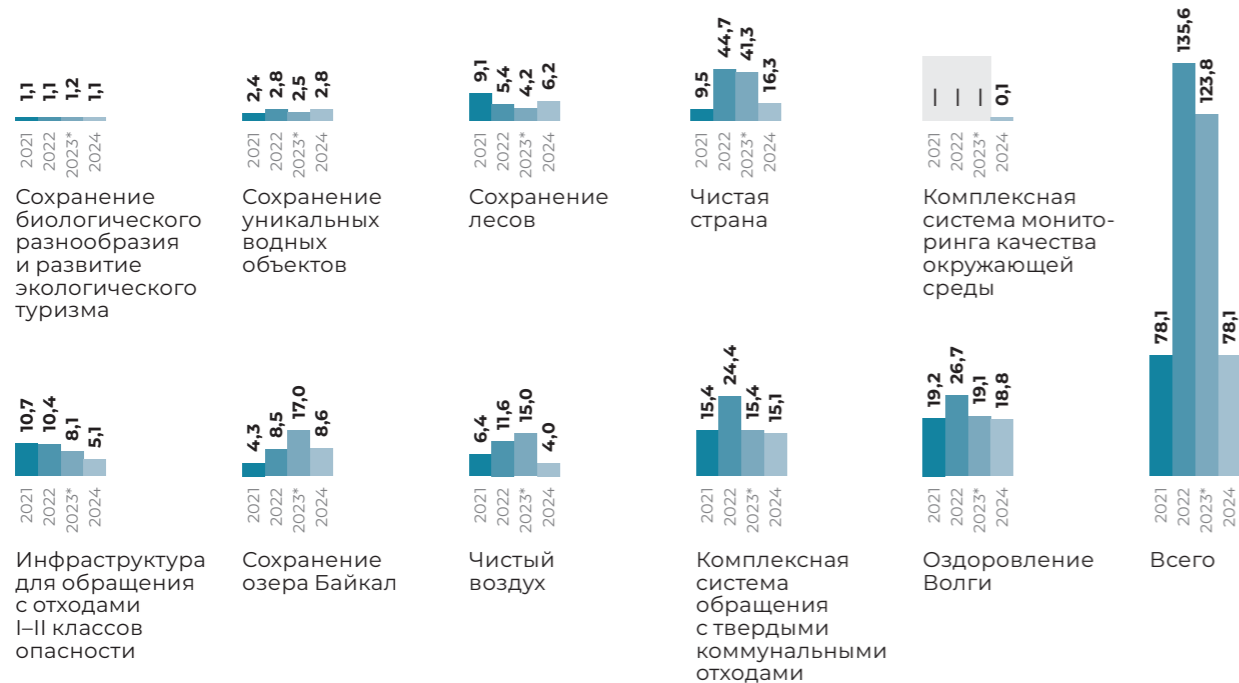 1,1 1,1 1,2 1,1
2021 2022 2023* 2024
Сохранение
биологического
разнообразия
и развитие
экологического
туризма
2,4 2,8 2,5 2,8
2021 2022 2023* 2024
Сохранение
уникальных
водных
объектов
9,1 5,4 4,2 6,2
2021 2022 2023* 2024
Сохранение
лесов
9,5 44,7 41,3 16,3
2021 2022 2023* 2024
Чистая
страна
– – – 0,1
2021 2022 2023* 2024
Комплексная
система монито-
ринга качества
окружающей
среды
10,7 10,4 8,1 5,1
2021 2022 2023* 2024
Инфраструктура
для обращения
с отходами
I–II классов
опасности
4,3 8,5 17,0 8,6
2021 2022 2023* 2024
Сохранение
озера Байкал
6,4 11,6 15,0 4,0
2021 2022 2023* 2024
Чистый
воздух
15,4 24,4 15,4 15,1
2021 2022 2023* 2024
Комплексная
система
обращения
с твердыми
коммунальными
отходами
19,2 26,7 19,1 18,8
2021 2022 2023* 2024
Оздоровление
Волги
78,1 135,6 123,8 78,1
2021 2022 2023* 2024
Всего